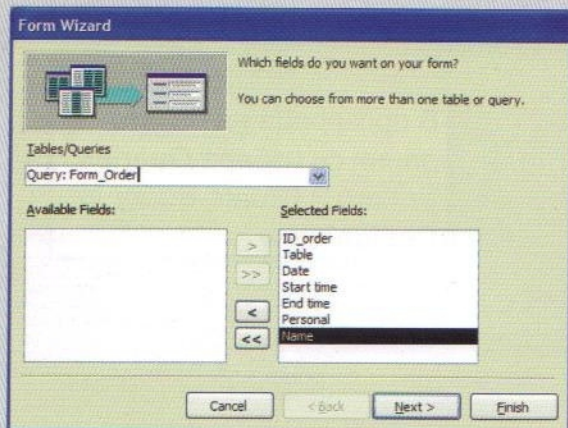 Form Wizard
Which fields do you want on your form?
You can choose from more than one table or query.
Tables/Queries
Query: Form_Order
Available Fields:
Selected Fields:
ID_order
Table
Date
Start time
End time
Personal
Name
>
>>
<
<<
Cancel
< Back
Next >
Finish